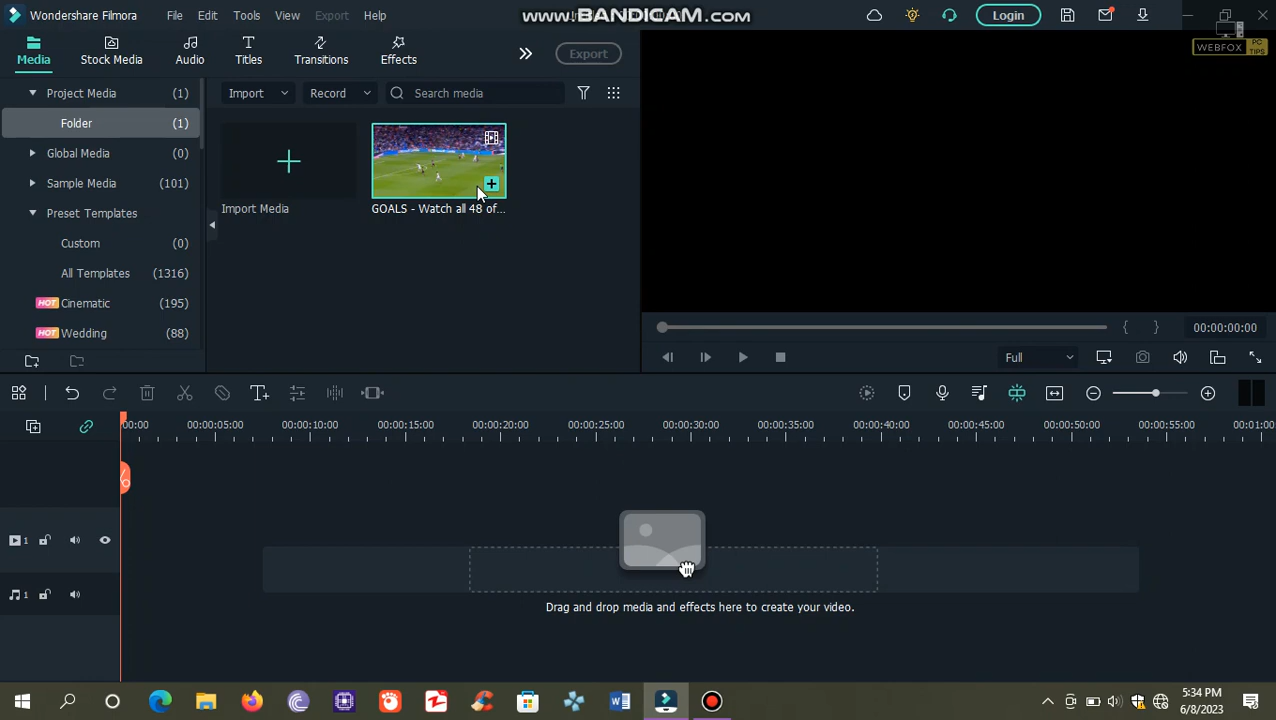 Wondershare Filmora File Edit Tools View Export Help www.BANDICAM.com Login
WEBFOX PC TIPS
Media Stock Media Audio Titles Transitions Effects Export
Project Media (1)
Folder (1)
Global Media (0)
Sample Media (101)
Preset Templates
Custom (0)
All Templates (1316)
HOT Cinematic (195)
HOT Wedding (88)
Import Record Search media
Import Media
GOALS - Watch all 48 of...
00:00:00:00
Full
00:00 00:00:05:00 00:00:10:00 00:00:15:00 00:00:20:00 00:00:25:00 00:00:30:00 00:00:35:00 00:00:40:00 00:00:45:00 00:00:50:00 00:00:55:00 00:01:00:0
1
1
Drag and drop media and effects here to create your video.
5:34 PM
6/8/2023